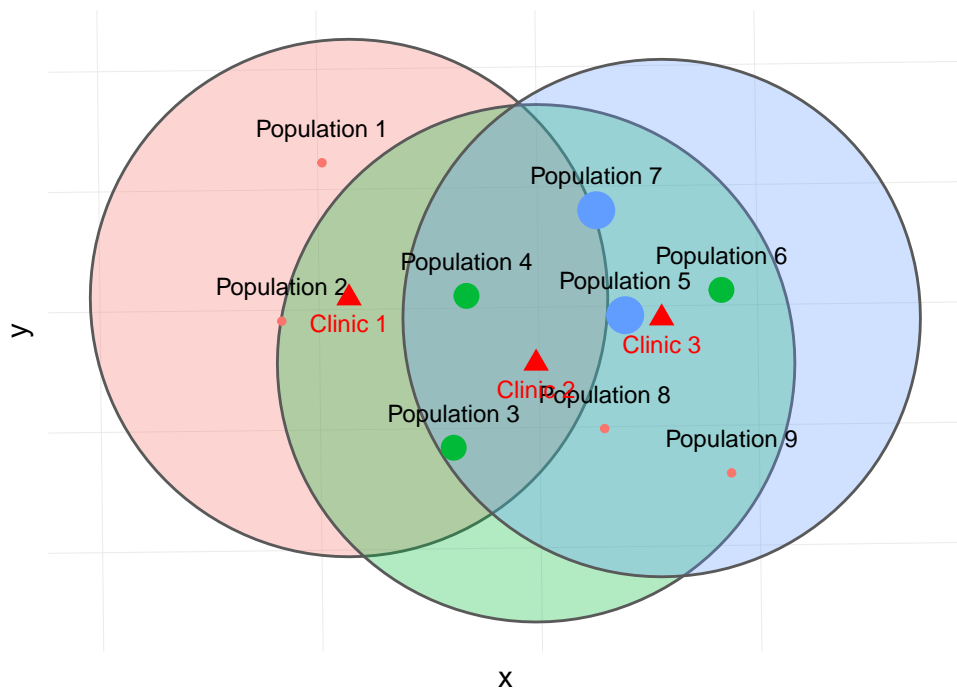 Population 1
Population 7
Population 4
Population 6
Population 2
Population 5
Clinic 1
Clinic 3
Clinic 2
Population 8
Population 3
Population 9
y
x